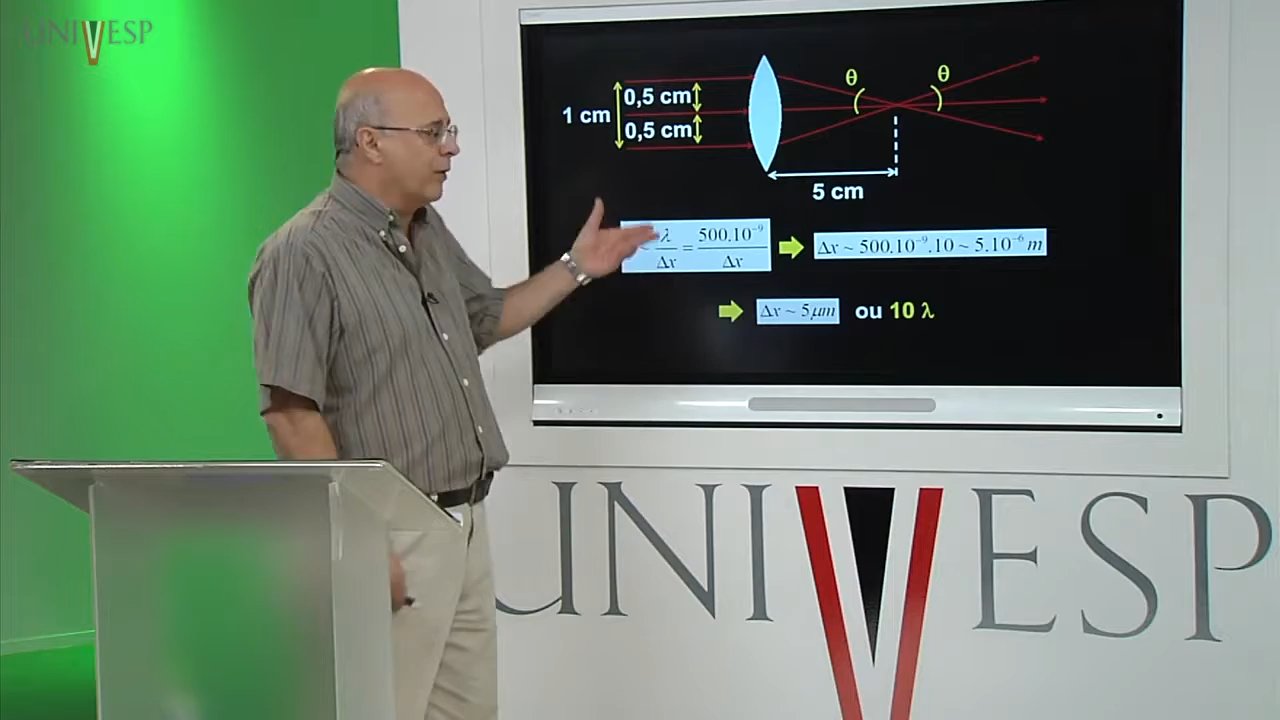 UNIVESP
θ θ
1 cm
0,5 cm
0,5 cm
5 cm
λ/Δx = 500.10⁻⁹/Δx
Δx ~ 500.10⁻⁹.10 ~ 5.10⁻⁶ m
Δx ~ 5μm ou 10 λ
UNIVESP